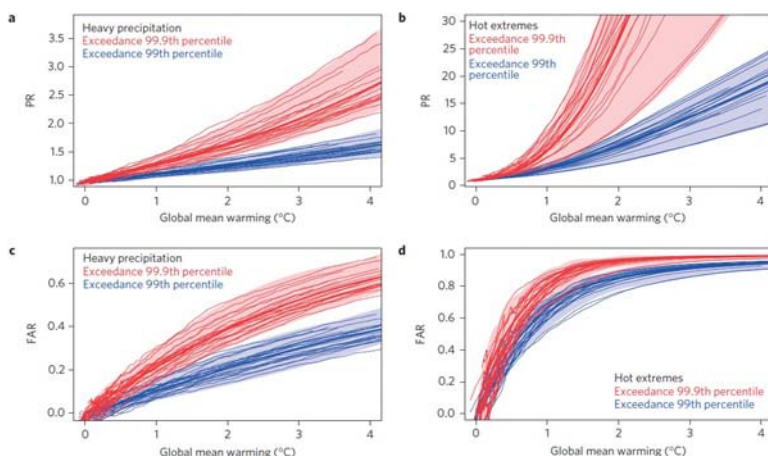 a
Heavy precipitation
Exceedance 99.9th percentile
Exceedance 99th percentile
3.5
3.0
2.5
2.0
1.5
1.0
PR
0 1 2 3 4
Global mean warming (°C)
b
Hot extremes
Exceedance 99.9th
percentile
Exceedance 99th
percentile
30
25
20
15
10
5
0
PR
0 1 2 3 4
Global mean warming (°C)
c
Heavy precipitation
Exceedance 99.9th percentile
Exceedance 99th percentile
0.6
0.4
0.2
0.0
FAR
0 1 2 3 4
Global mean warming (°C)
d
1.0
0.8
0.6
0.4
0.2
0.0
FAR
Hot extremes
Exceedance 99.9th percentile
Exceedance 99th percentile
0 1 2 3 4
Global mean warming (°C)